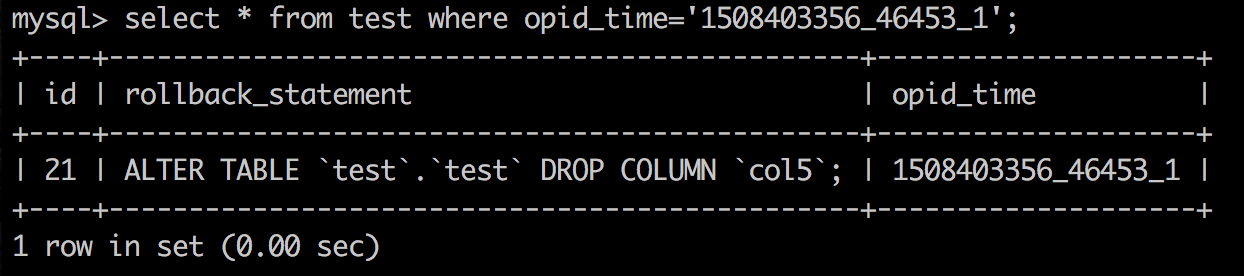 mysql> select * from test where opid_time='1508403356_46453_1';
+----+-----------------------------------------------+--------------------+
| id | rollback_statement                            | opid_time          |
+----+-----------------------------------------------+--------------------+
| 21 | ALTER TABLE `test`.`test` DROP COLUMN `col5`; | 1508403356_46453_1 |
+----+-----------------------------------------------+--------------------+
1 row in set (0.00 sec)